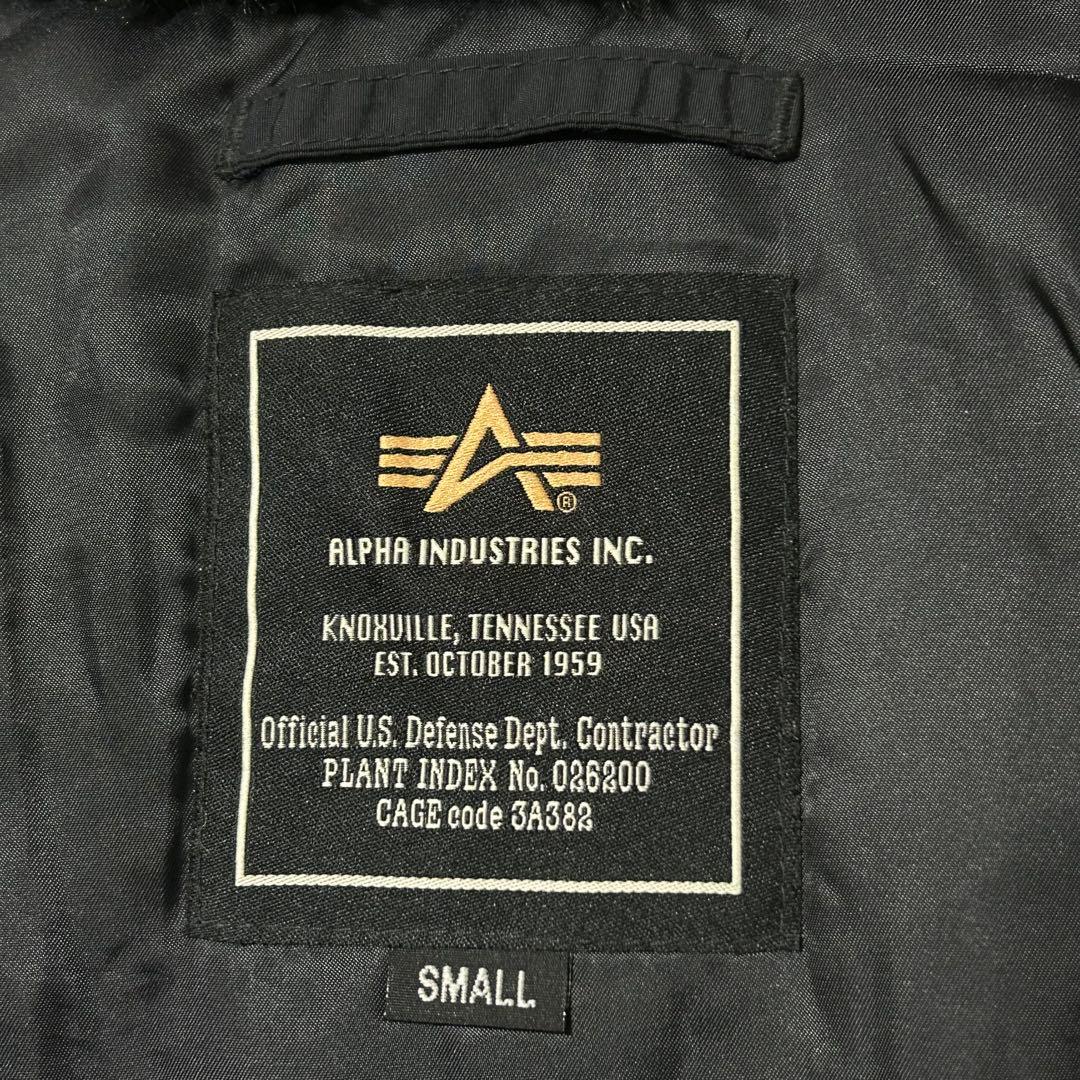 ®
ALPHA INDUSTRIES INC.
KNOXVILLE, TENNESSEE USA
EST. OCTOBER 1959
Official U.S. Defense Dept. Contractor
PLANT INDEX No. 026200
CAGE code 3A382
SMALL